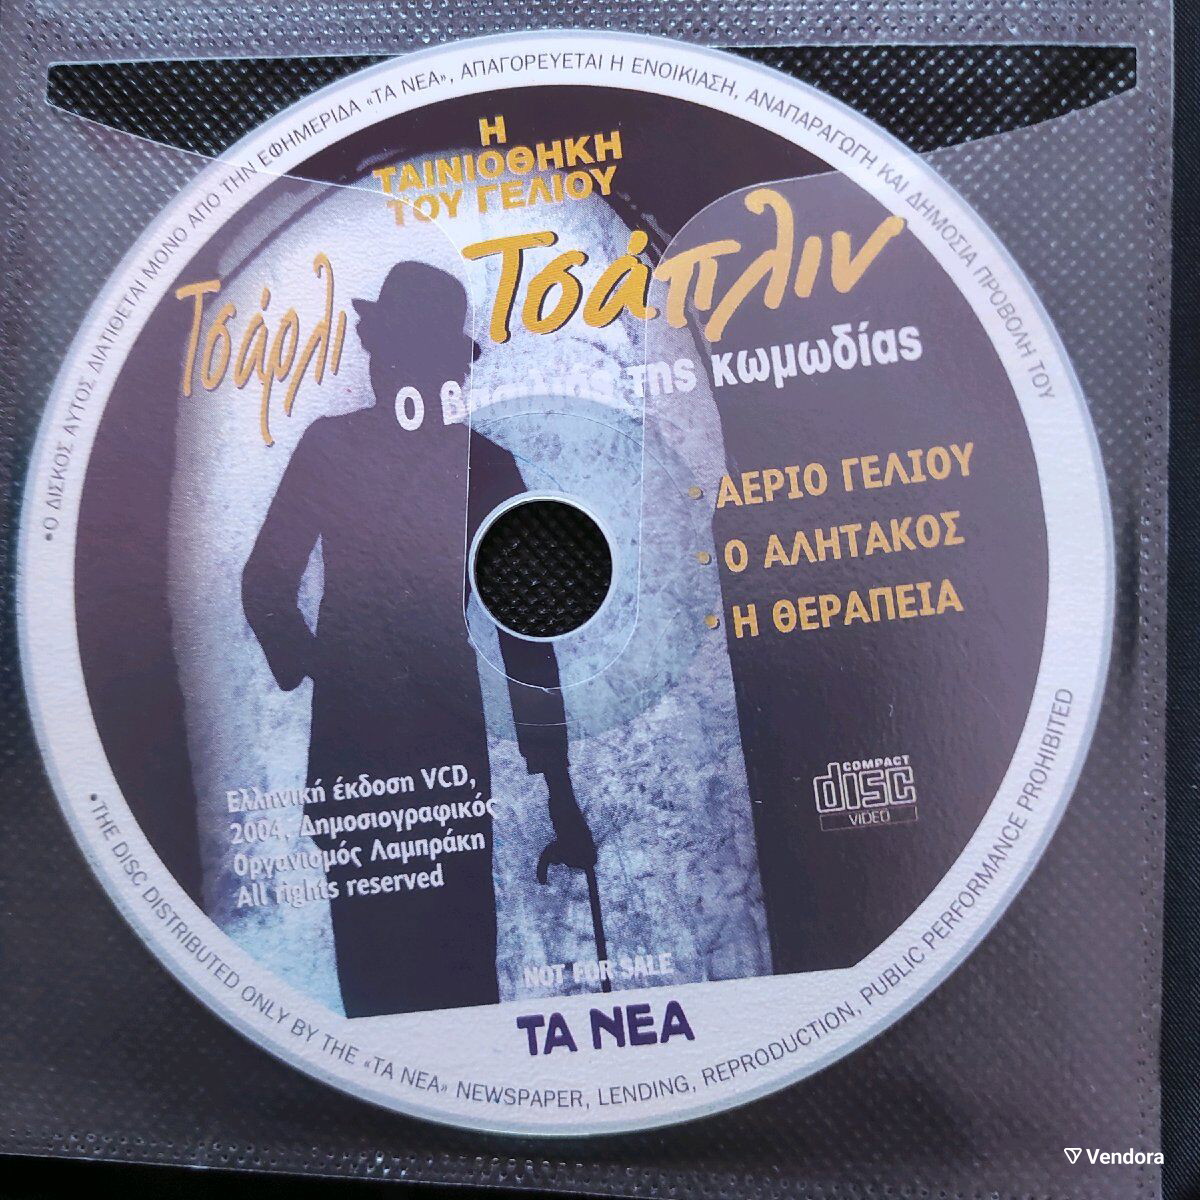 • Ο ΔΙΣΚΟΣ ΑΥΤΟΣ ΔΙΑΤΙΘΕΤΑΙ ΜΟΝΟ ΑΠΟ ΤΗΝ ΕΦΗΜΕΡΙΔΑ «ΤΑ ΝΕΑ», ΑΠΑΓΟΡΕΥΕΤΑΙ Η ΕΝΟΙΚΙΑΣΗ, ΑΝΑΠΑΡΑΓΩΓΗ ΚΑΙ ΔΗΜΟΣΙΑ ΠΡΟΒΟΛΗ ΤΟΥ
Η
ΤΑΙΝΙΟΘΗΚΗ
ΤΟΥ ΓΕΛΙΟΥ
Τσάρλι Τσάπλιν
Ο βασιλιάς της κωμωδίας
• ΑΕΡΙΟ ΓΕΛΙΟΥ
• Ο ΑΛΗΤΑΚΟΣ
• Η ΘΕΡΑΠΕΙΑ
COMPACT
disc
VIDEO
Ελληνική έκδοση VCD,
2004, Δημοσιογραφικός
Οργανισμός Λαμπράκη
All rights reserved
NOT FOR SALE
ΤΑ ΝΕΑ
• THE DISC DISTRIBUTED ONLY BY THE «TA NEA» NEWSPAPER, LENDING, REPRODUCTION, PUBLIC PERFORMANCE PROHIBITED
Vendora